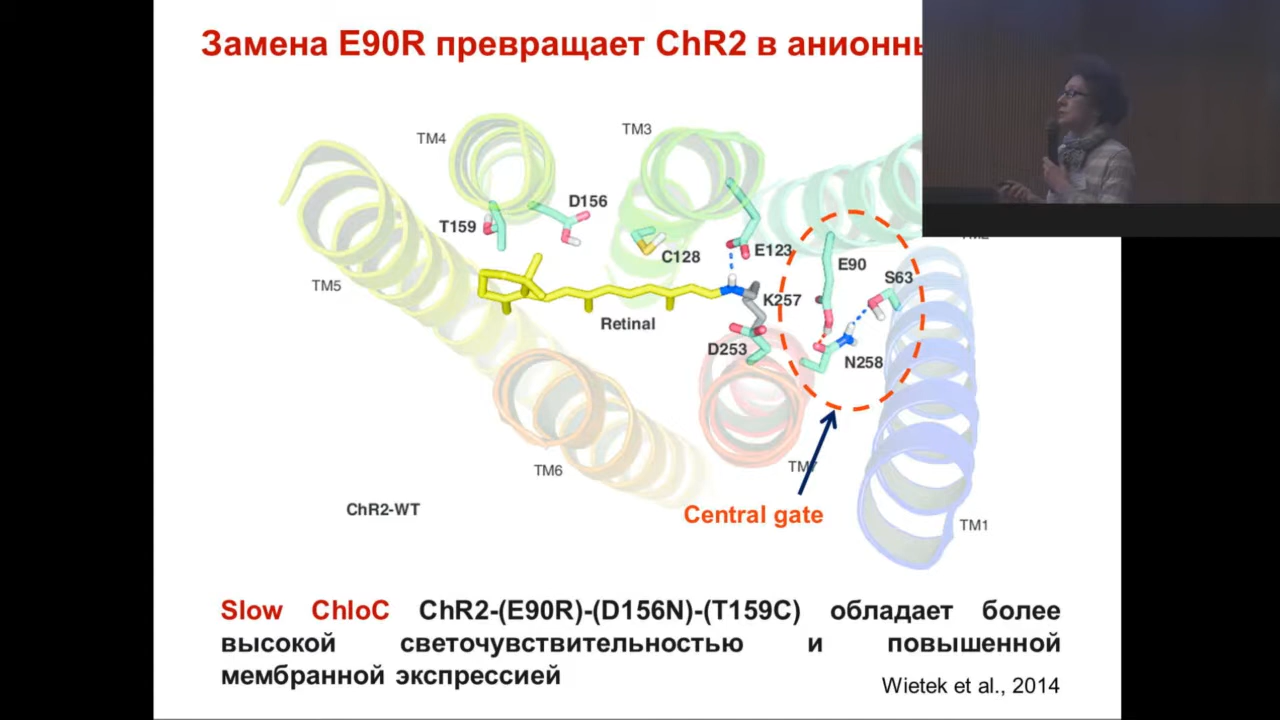 Замена E90R превращает ChR2 в
TM4
TM3
D156
T159
C128
E123
E90
S63
TM5
K257
Retinal
D253
N258
TM6
TM7
Central gate
ChR2-WT
TM1
Slow ChloC ChR2-(E90R)-(D156N)-(T159C) обладает более
высокой светочувствительностью и повышенной
мембранной экспрессией
Wietek et al., 2014